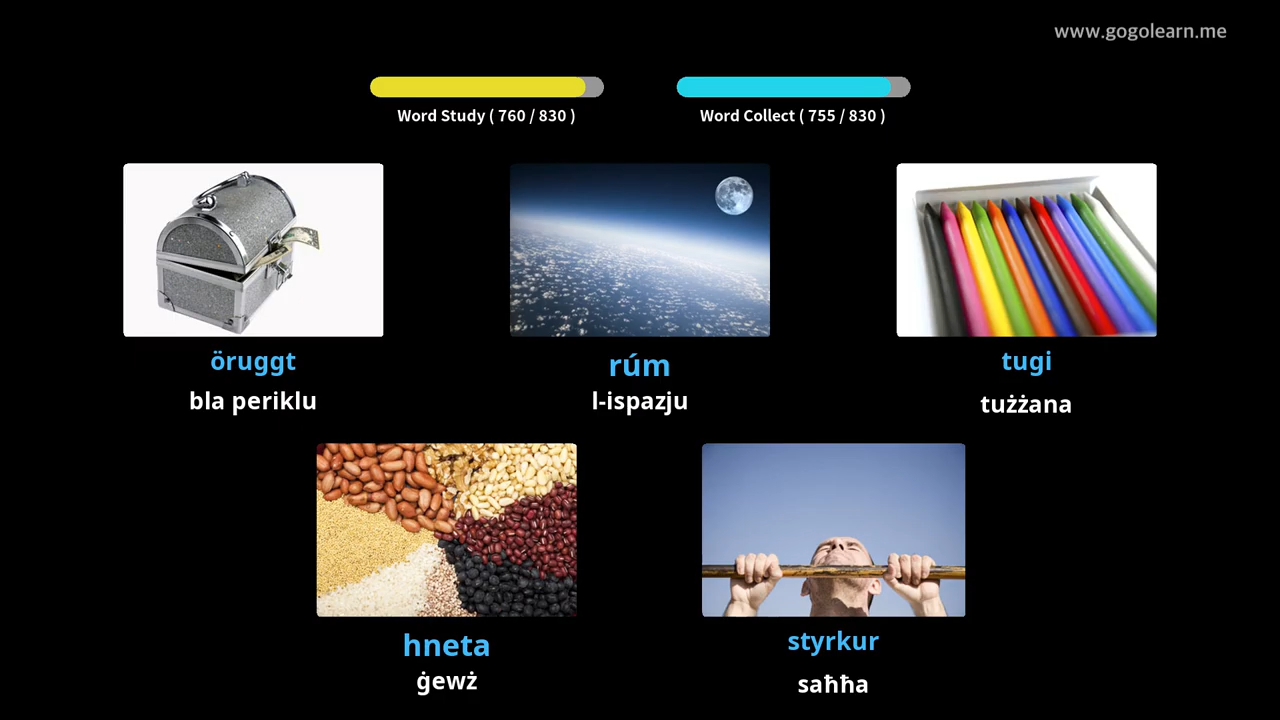 www.gogolearn.me
Word Study ( 760 / 830 )
Word Collect ( 755 / 830 )
öruggt
bla periklu
rúm
l-ispazju
tugi
tużżana
hneta
ġewż
styrkur
saħħa